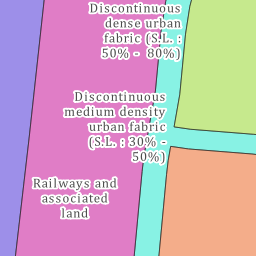 Discontinuous
dense urban
fabric (S.L. :
50% - 80%)
Discontinuous
medium density
urban fabric
(S.L. : 30% -
50%)
Railways and
associated
land